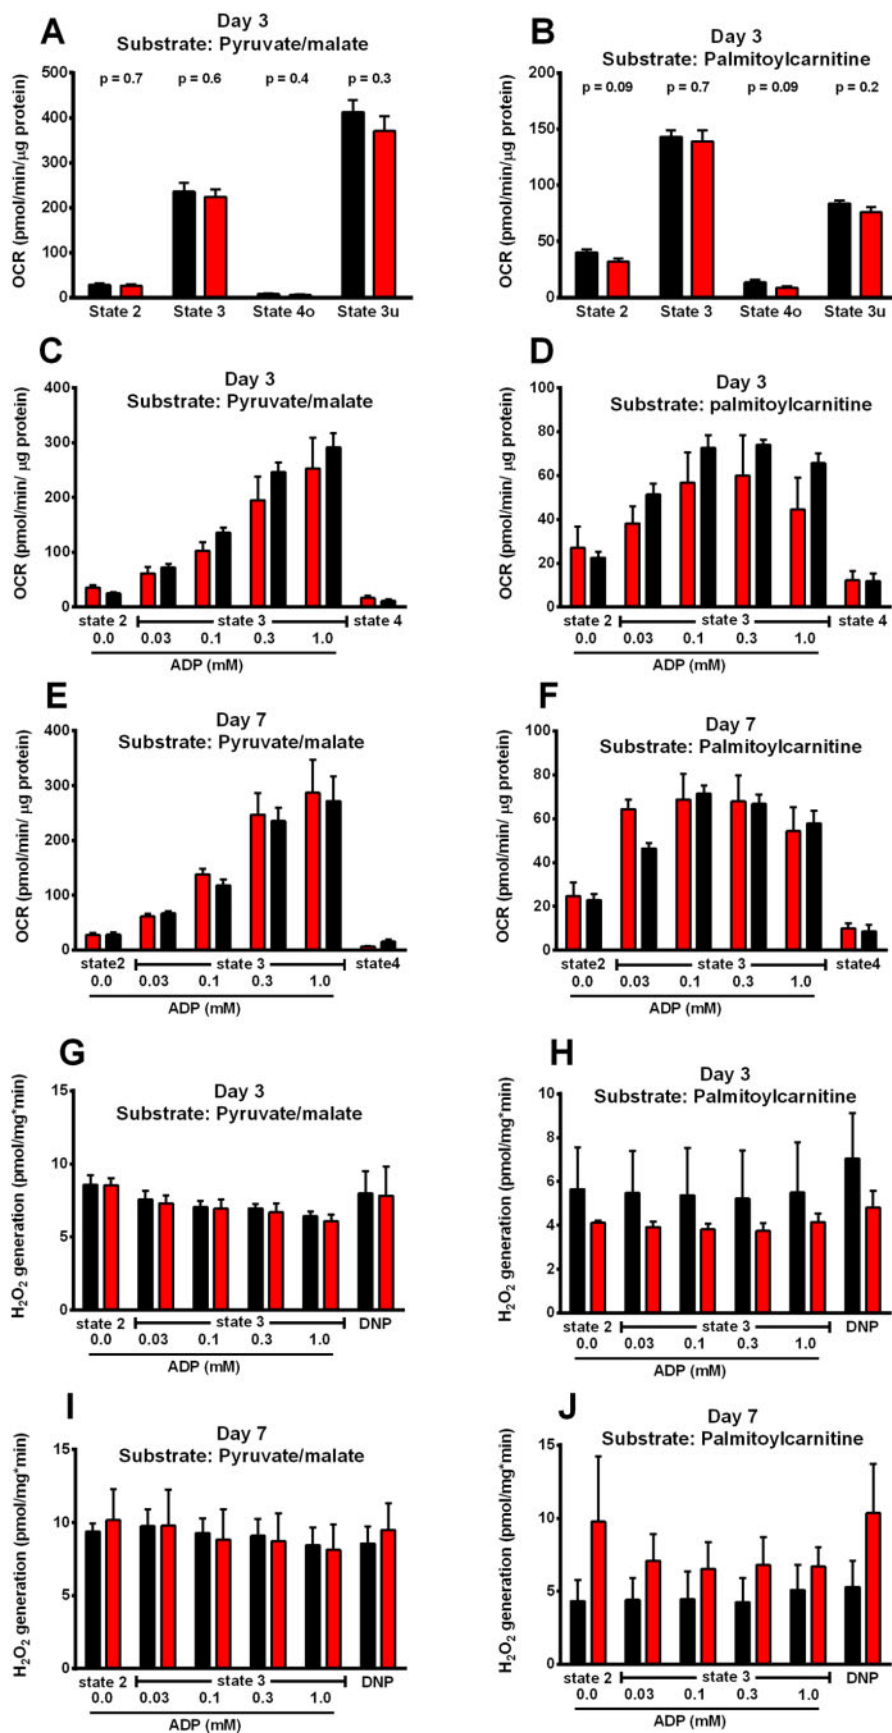 A
Day 3
Substrate: Pyruvate/malate
OCR (pmol/min/μg protein)
500
400
300
200
100
0
p = 0.7 p = 0.6 p = 0.4 p = 0.3
State 2 State 3 State 4o State 3u
B
Day 3
Substrate: Palmitoylcarnitine
OCR (pmol/min/μg protein)
200
150
100
50
0
p = 0.09 p = 0.7 p = 0.09 p = 0.2
State 2 State 3 State 4o State 3u
C
Day 3
Substrate: Pyruvate/malate
OCR (pmol/min/ μg protein)
400
300
200
100
0
state 2 state 3 state 4
0.0 0.03 0.1 0.3 1.0
ADP (mM)
D
Day 3
Substrate: palmitoylcarnitine
OCR (pmol/min/ μg protein)
100
80
60
40
20
0
state 2 state 3 state 4
0.0 0.03 0.1 0.3 1.0
ADP (mM)
E
Day 7
Substrate: Pyruvate/malate
OCR (pmol/min/ μg protein)
400
300
200
100
0
state2 state 3 state4
0.0 0.03 0.1 0.3 1.0
ADP (mM)
F
Day 7
Substrate: Palmitoylcarnitine
OCR (pmol/min/ μg protein)
100
80
60
40
20
0
state2 state 3 state4
0.0 0.03 0.1 0.3 1.0
ADP (mM)
G
Day 3
Substrate: Pyruvate/malate
H₂O₂ generation (pmol/mg*min)
15
10
5
0
state 2 state 3 DNP
0.0 0.03 0.1 0.3 1.0
ADP (mM)
H
Day 3
Substrate: Palmitoylcarnitine
H₂O₂ generation (pmol/mg*min)
10
8
6
4
2
0
state 2 state 3 DNP
0.0 0.03 0.1 0.3 1.0
ADP (mM)
I
Day 7
Substrate: Pyruvate/malate
H₂O₂ generation (pmol/mg*min)
15
10
5
0
state 2 state 3 DNP
0.0 0.03 0.1 0.3 1.0
ADP (mM)
J
Day 7
Substrate: Palmitoylcarnitine
H₂O₂ generation (pmol/mg*min)
15
10
5
0
state 2 state 3 DNP
0.0 0.03 0.1 0.3 1.0
ADP (mM)